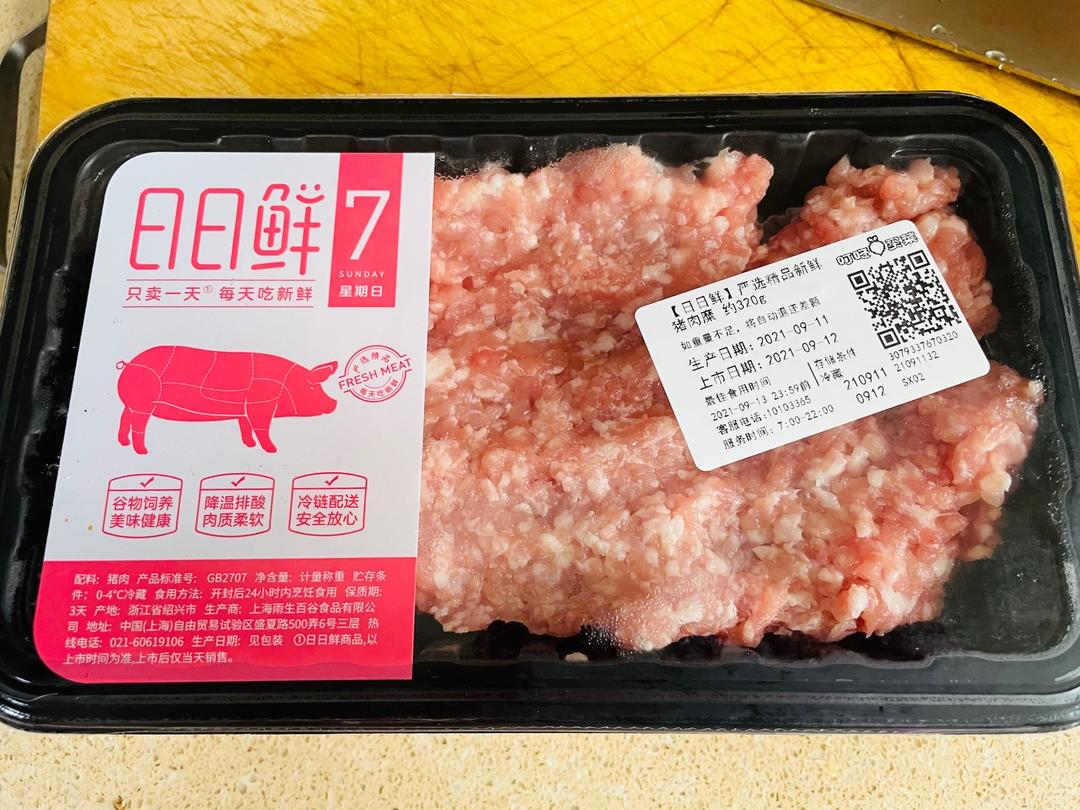 日日鲜
7
SUNDAY
星期日
只卖一天① 每天吃新鲜
严选精品
FRESH MEAT
每天吃新鲜
谷物饲养
美味健康
降温排酸
肉质柔软
冷链配送
安全放心
配料: 猪肉 产品标准号: GB2707 净含量: 计量称重 贮存条
件: 0-4℃冷藏 食用方法: 开封后24小时内烹饪食用 保质期:
3天 产地: 浙江省绍兴市 生产商: 上海雨生百谷食品有限公
司 地址: 中国(上海)自由贸易试验区盛夏路500弄6号三层 热
线电话: 021-60619106 生产日期: 见包装 ①日日鲜商品,以
上市时间为准,上市后仅当天销售。
叮咚买菜
【日日鲜】严选精品新鲜
猪肉糜 约320g
如重量不足，将自动退还差额
生产日期: 2021-09-11
上市日期: 2021-09-12
最佳食用时间
2021-09-13 23:59前
存储条件
冷藏
客服电话:10103365
服务时间: 7:00-22:00
210911
0912
3079337670320
21091132
SX02